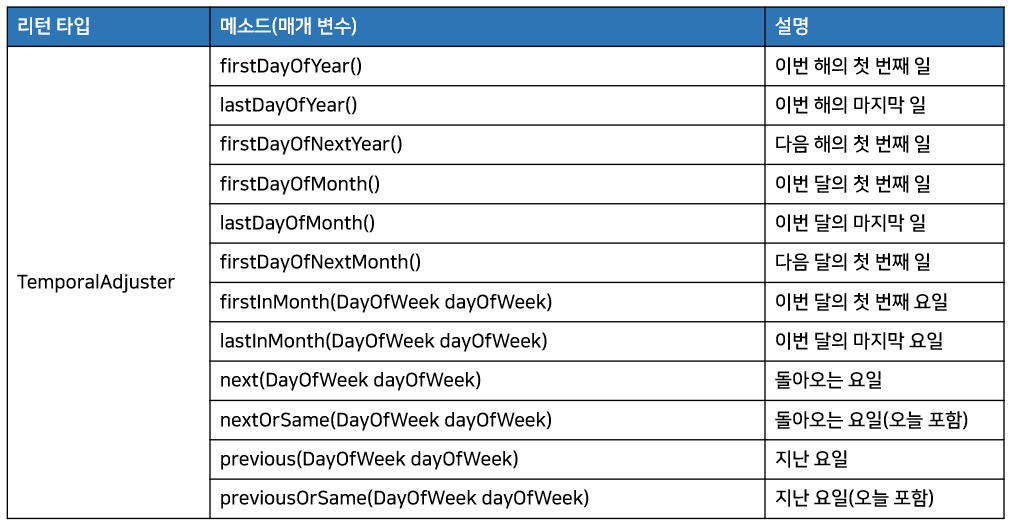 리턴 타입 메소드(매개 변수) 설명
firstDayOfYear() 이번 해의 첫 번째 일
lastDayOfYear() 이번 해의 마지막 일
firstDayOfNextYear() 다음 해의 첫 번째 일
firstDayOfMonth() 이번 달의 첫 번째 일
lastDayOfMonth() 이번 달의 마지막 일
firstDayOfNextMonth() 다음 달의 첫 번째 일
TemporalAdjuster
firstInMonth(DayOfWeek dayOfWeek) 이번 달의 첫 번째 요일
lastInMonth(DayOfWeek dayOfWeek) 이번 달의 마지막 요일
next(DayOfWeek dayOfWeek) 돌아오는 요일
nextOrSame(DayOfWeek dayOfWeek) 돌아오는 요일(오늘 포함)
previous(DayOfWeek dayOfWeek) 지난 요일
previousOrSame(DayOfWeek dayOfWeek) 지난 요일(오늘 포함)